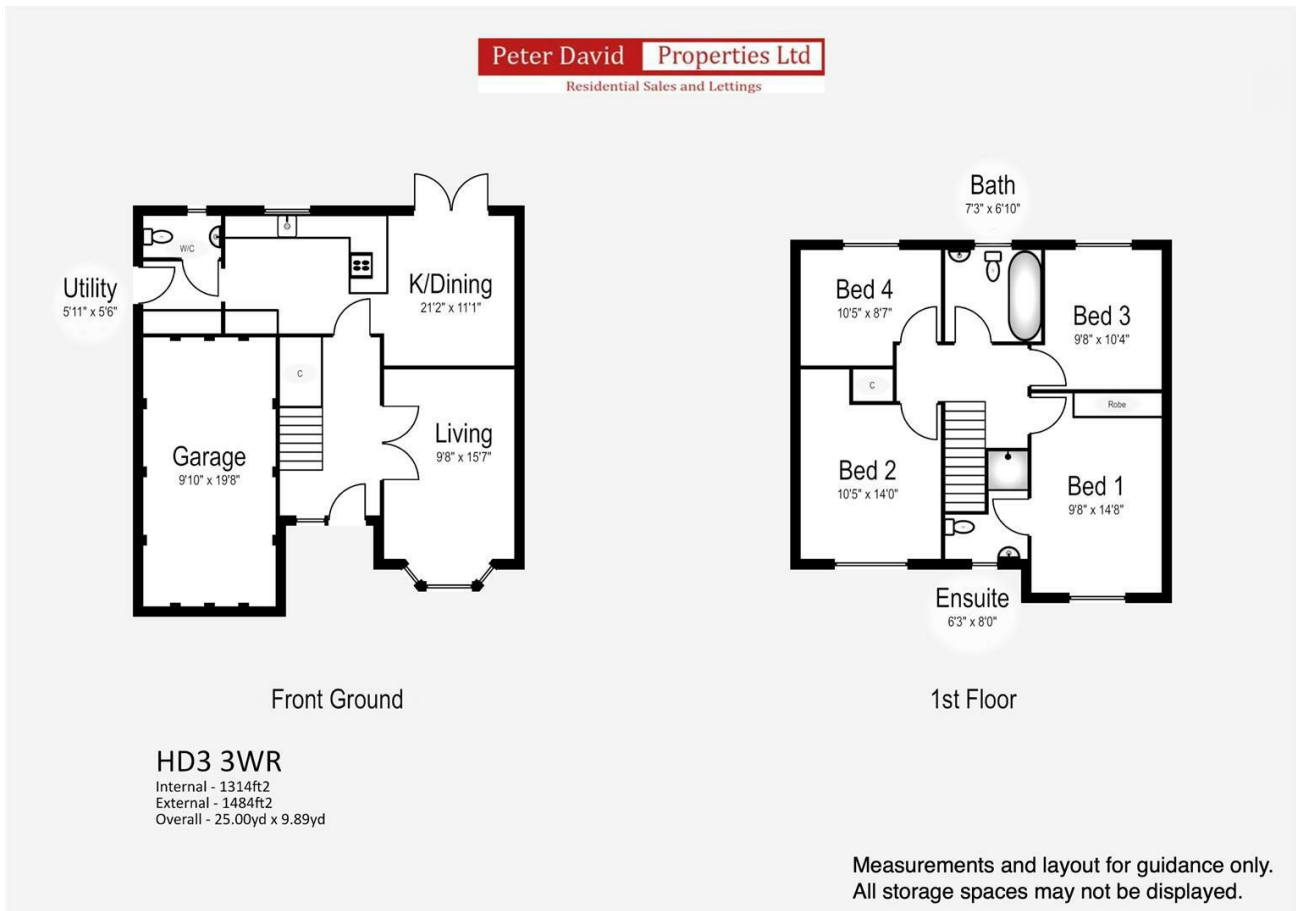 Peter David Properties Ltd
Residential Sales and Lettings
Bath
7'3" x 6'10"
W/C
Utility
5'11" x 5'6"
K/Dining
21'2" x 11'1"
C
Garage
9'10" x 19'8"
Living
9'8" x 15'7"
Bed 4
10'5" x 8'7"
Bed 3
9'8" x 10'4"
C
Robe
Bed 2
10'5" x 14'0"
Bed 1
9'8" x 14'8"
Ensuite
6'3" x 8'0"
Front Ground
1st Floor
HD3 3WR
Internal - 1314ft2
External - 1484ft2
Overall - 25.00yd x 9.89yd
Measurements and layout for guidance only.
All storage spaces may not be displayed.